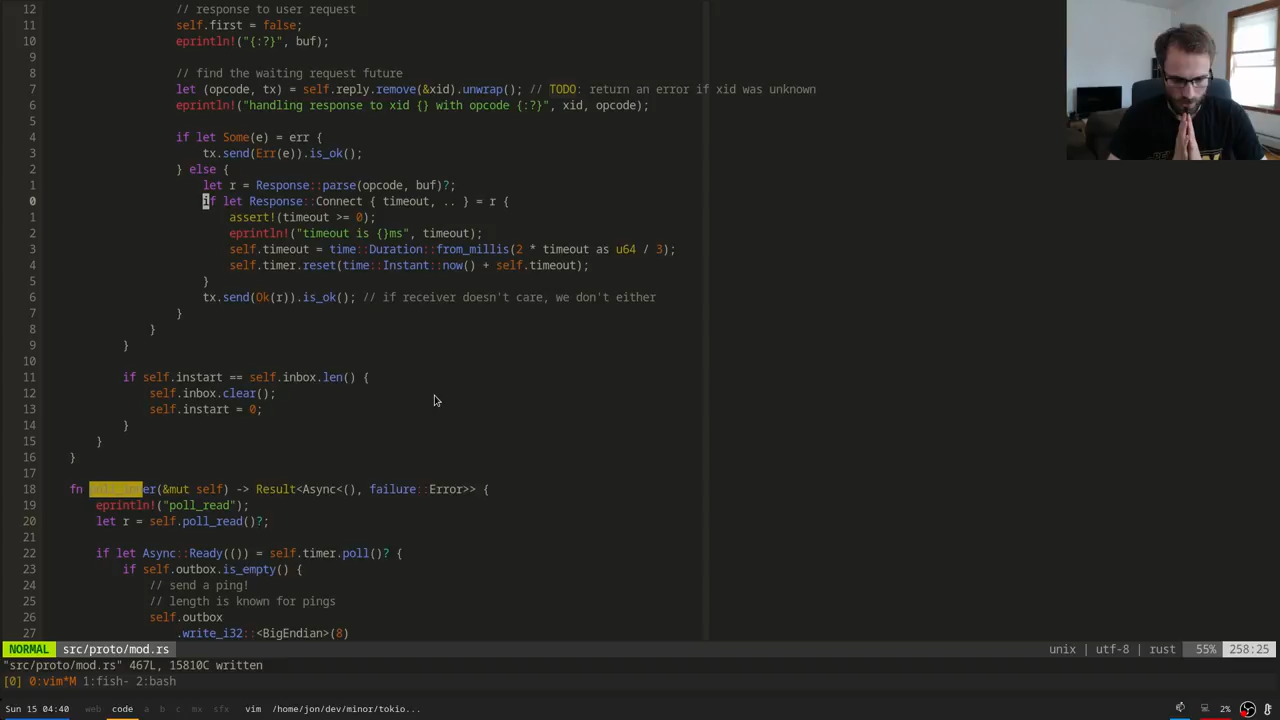 12 // response to user request
11 self.first = false;
10 eprintln!("{:?}", buf);
9
8 // find the waiting request future
7 let (opcode, tx) = self.reply.remove(&xid).unwrap(); // TODO: return an error if xid was unknown
6 eprintln!("handling response to xid {} with opcode {:?}", xid, opcode);
5
4 if let Some(e) = err {
3 tx.send(Err(e)).is_ok();
2 } else {
1 let r = Response::parse(opcode, buf)?;
0 if let Response::Connect { timeout, .. } = r {
1 assert!(timeout >= 0);
2 eprintln!("timeout is {}ms", timeout);
3 self.timeout = time::Duration::from_millis(2 * timeout as u64 / 3);
4 self.timer.reset(time::Instant::now() + self.timeout);
5 }
6 tx.send(Ok(r)).is_ok(); // if receiver doesn't care, we don't either
7 }
8 }
9 }
10
11 if self.instart == self.inbox.len() {
12 self.inbox.clear();
13 self.instart = 0;
14 }
15 }
16 }
17
18 fn (&mut self) -> Result<Async<(), failure::Error>> {
19 eprintln!("poll_read");
20 let r = self.poll_read()?;
21
22 if let Async::Ready(()) = self.timer.poll()? {
23 if self.outbox.is_empty() {
24 // send a ping!
25 // length is known for pings
26 self.outbox
27 .write_i32::<BigEndian>(8)
NORMAL src/proto/mod.rs unix | utf-8 | rust 55% 258:25
"src/proto/mod.rs" 467L, 15810C written
[0] 0:vim*M 1:fish- 2:bash
Sun 15 04:40 web code a b c mx sfx vim /home/jon/dev/minor/tokio... 2%